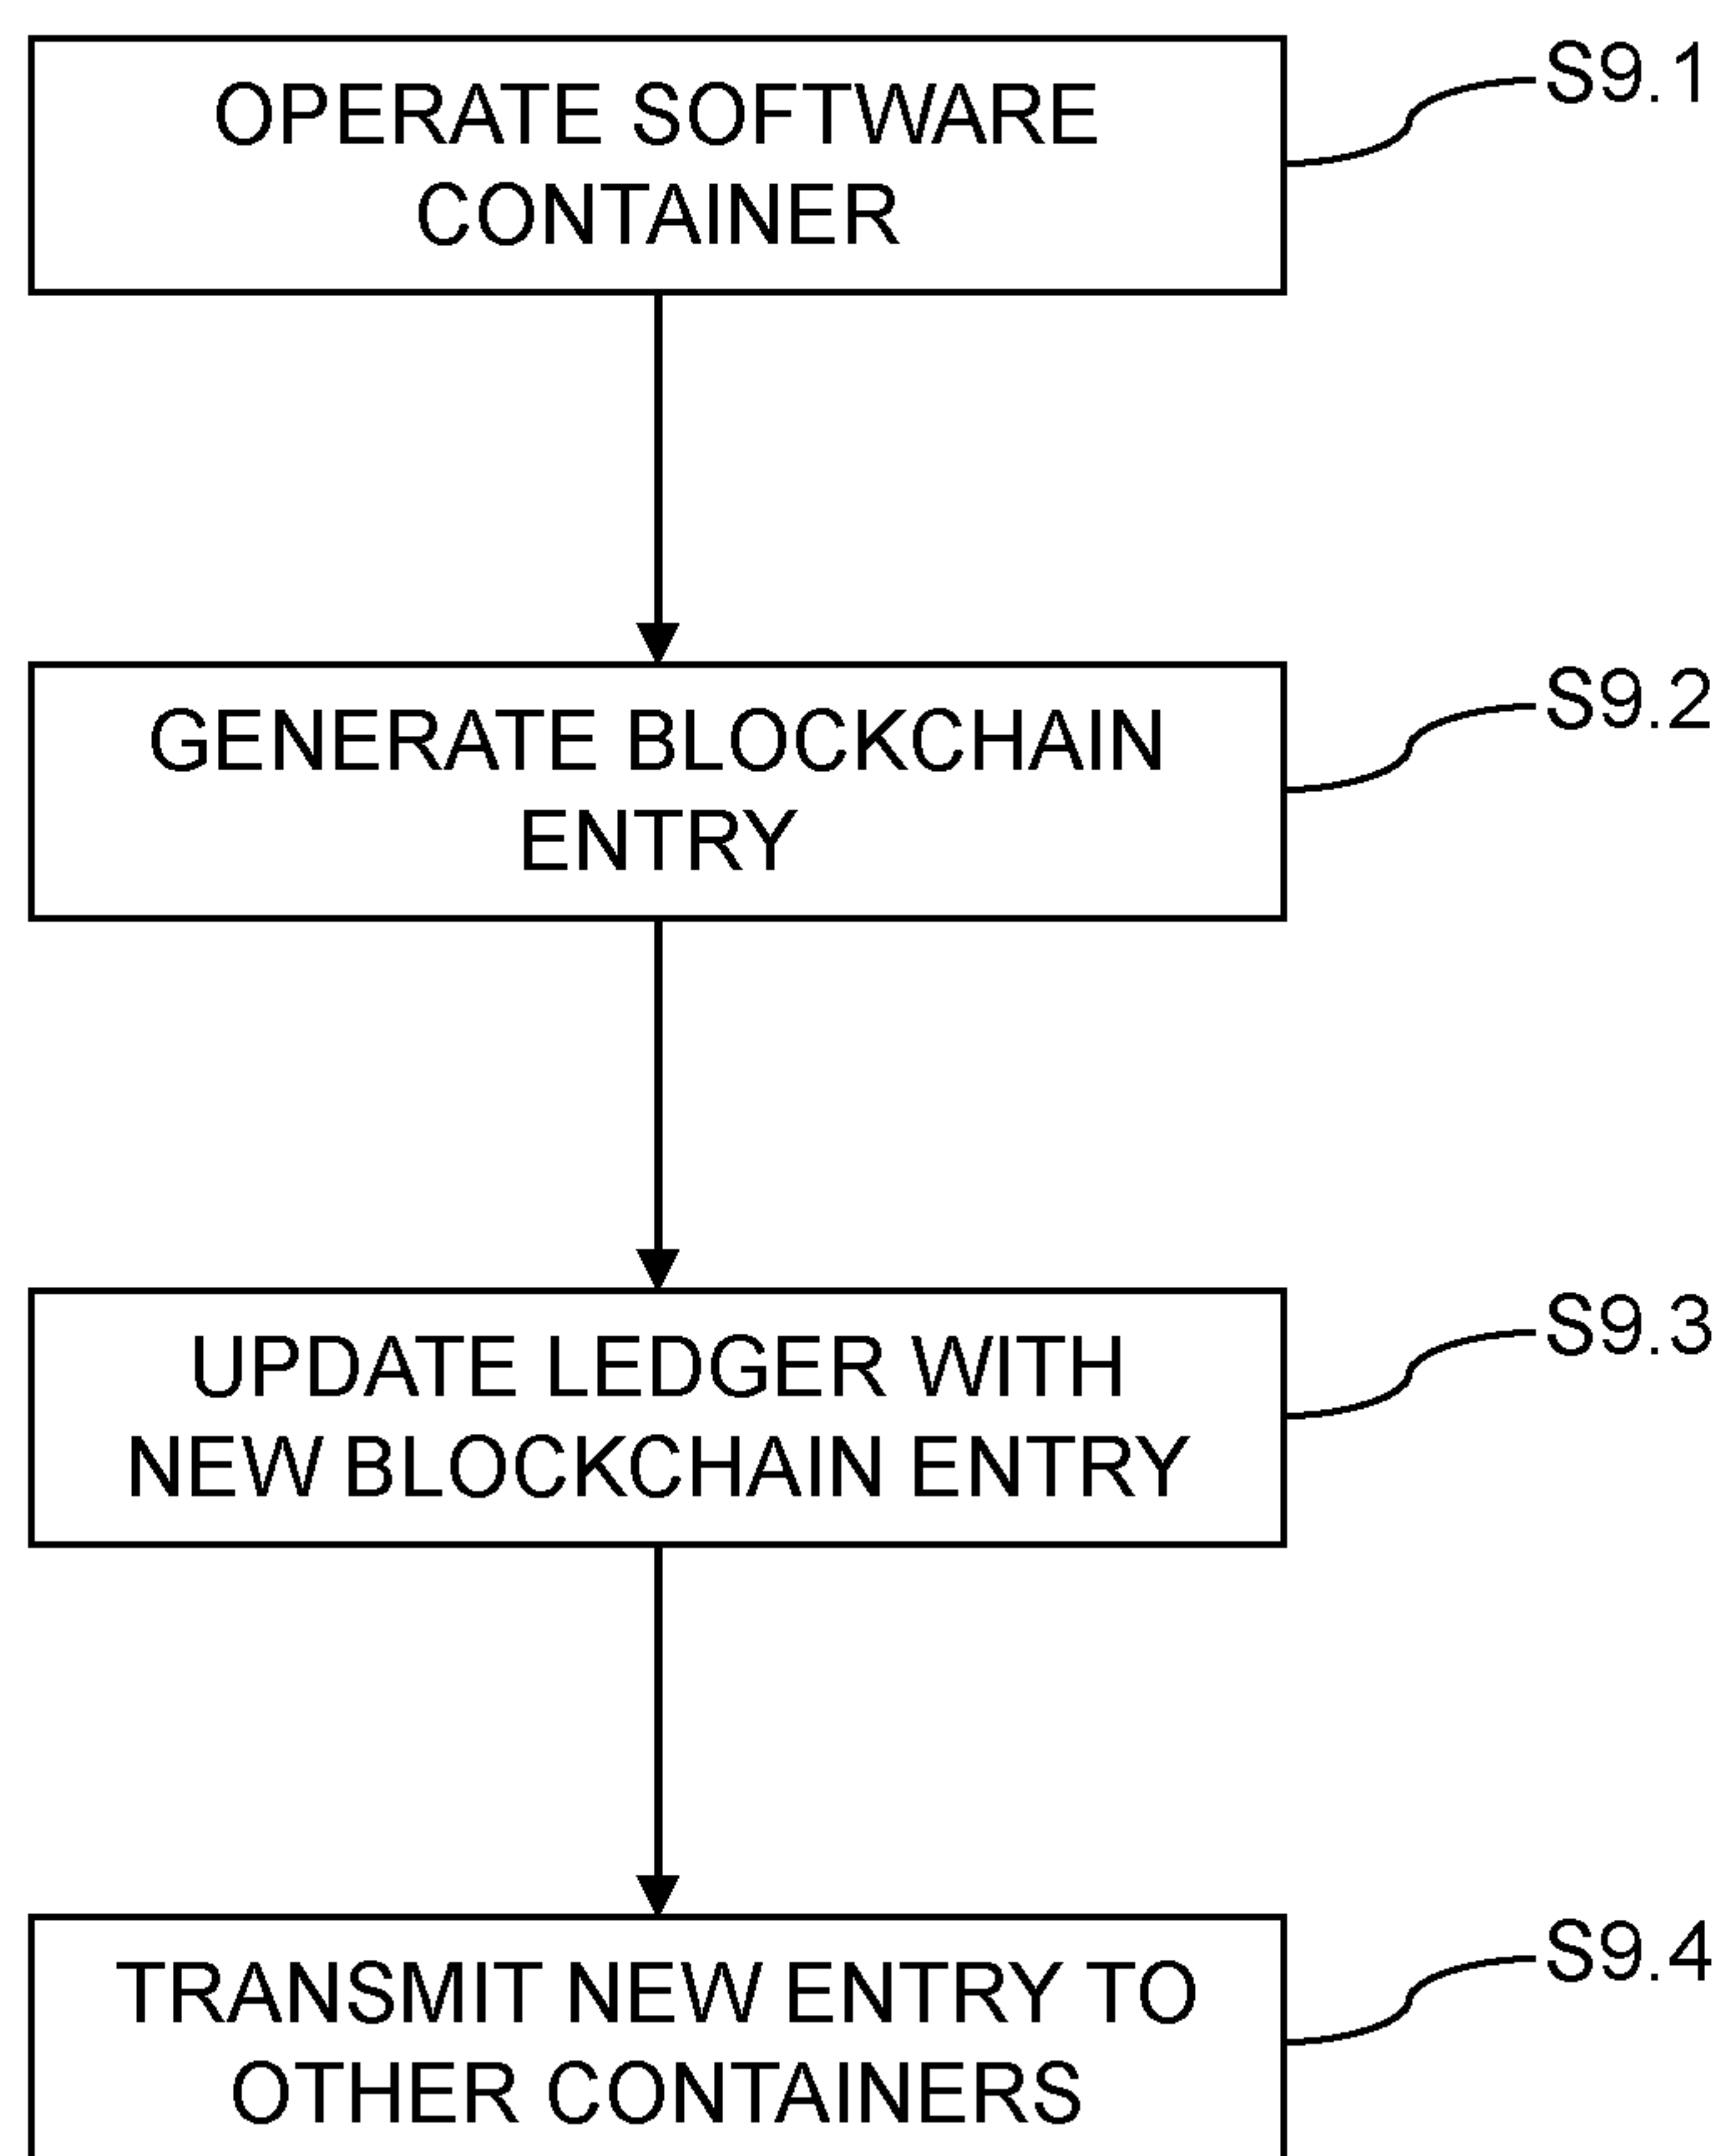 OPERATE SOFTWARE
CONTAINER
S9.1
GENERATE BLOCKCHAIN
ENTRY
S9.2
UPDATE LEDGER WITH
NEW BLOCKCHAIN ENTRY
S9.3
TRANSMIT NEW ENTRY TO
OTHER CONTAINERS
S9.4